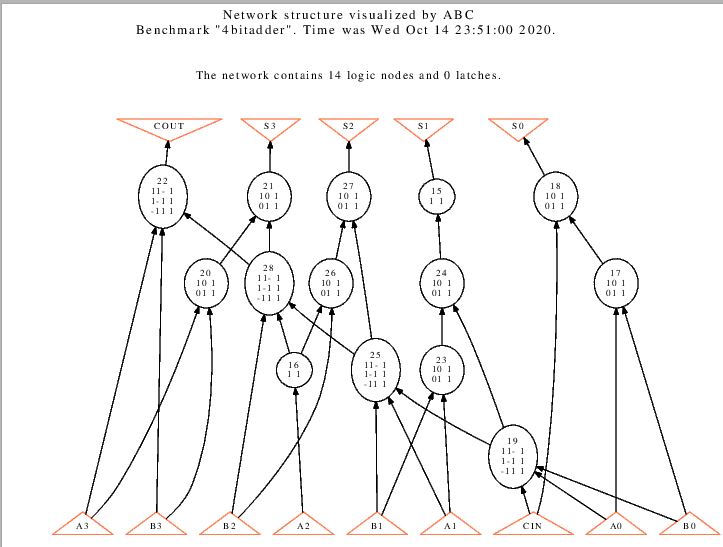 Network structure visualized by ABC
Benchmark "4bitadder". Time was Wed Oct 14 23:51:00 2020.
The network contains 14 logic nodes and 0 latches.
COUT
S3
S2
S1
S0
22
11- 1
1-1 1
-11 1
21
10 1
01 1
27
10 1
01 1
15
1 1
18
10 1
01 1
20
10 1
01 1
28
11- 1
1-1 1
-11 1
26
10 1
01 1
24
10 1
01 1
17
10 1
01 1
16
1 1
25
11- 1
1-1 1
-11 1
23
10 1
01 1
19
11- 1
1-1 1
-11 1
A3
B3
B2
A2
B1
A1
CIN
A0
B0